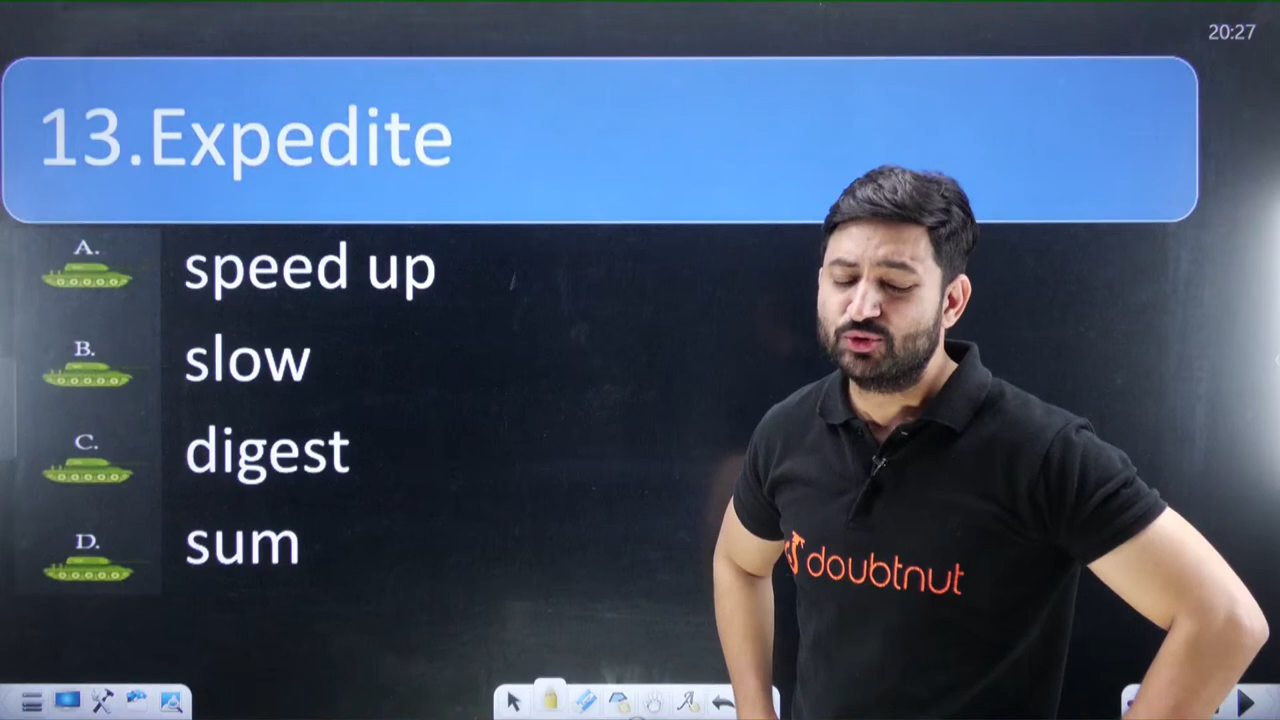 20:27
13.Expedite
A. speed up
B. slow
C. digest
D. sum
doubtnut